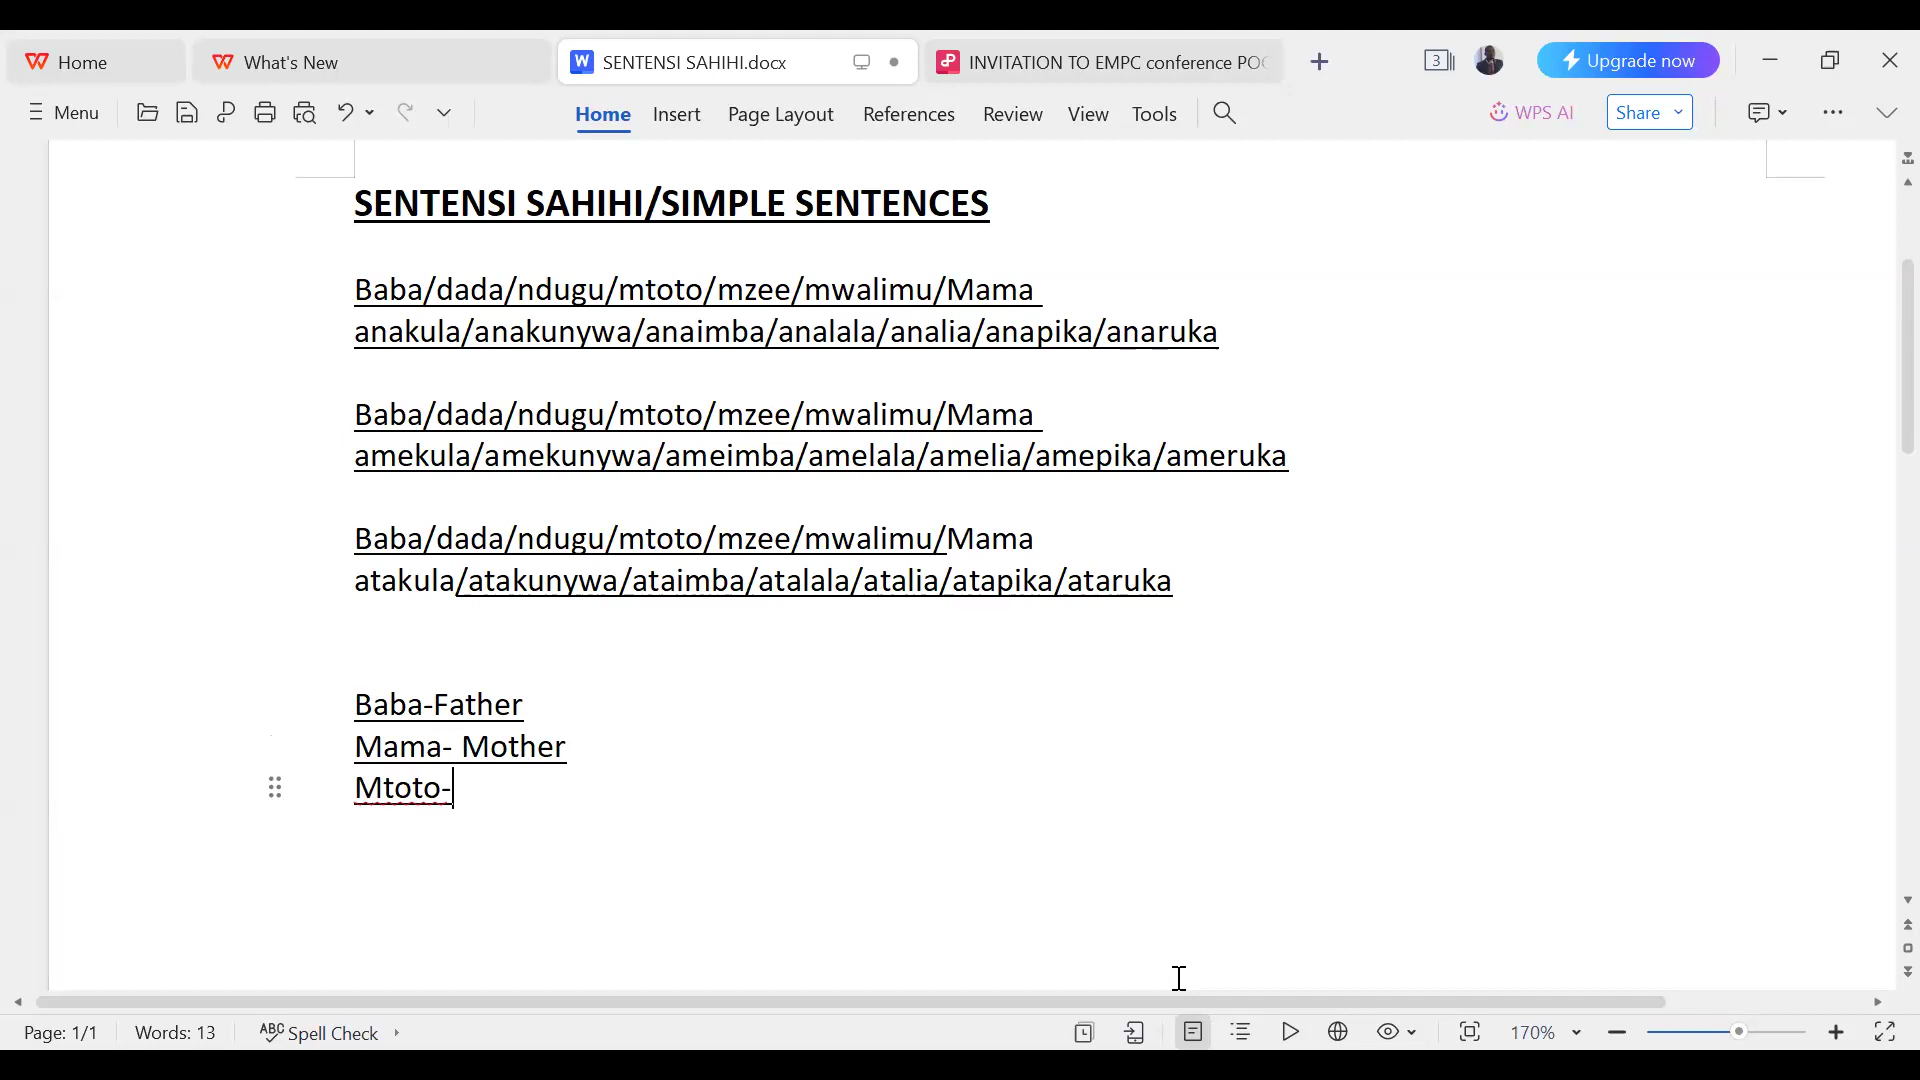 Home
What's New
SENTENSI SAHIHI.docx
INVITATION TO EMPC conference PO
3
Upgrade now
Menu
Home
Insert
Page Layout
References
Review
View
Tools
WPS AI
Share
SENTENSI SAHIHI/SIMPLE SENTENCES
Baba/dada/ndugu/mtoto/mzee/mwalimu/Mama
anakula/anakunywa/anaimba/analala/analia/anapika/anaruka
Baba/dada/ndugu/mtoto/mzee/mwalimu/Mama
amekula/amekunywa/ameimba/amelala/amelia/amepika/ameruka
Baba/dada/ndugu/mtoto/mzee/mwalimu/Mama
atakula/atakunywa/ataimba/atalala/atalia/atapika/ataruka
Baba-Father
Mama- Mother
Mtoto-
Page: 1/1
Words: 13
ABC Spell Check
170%